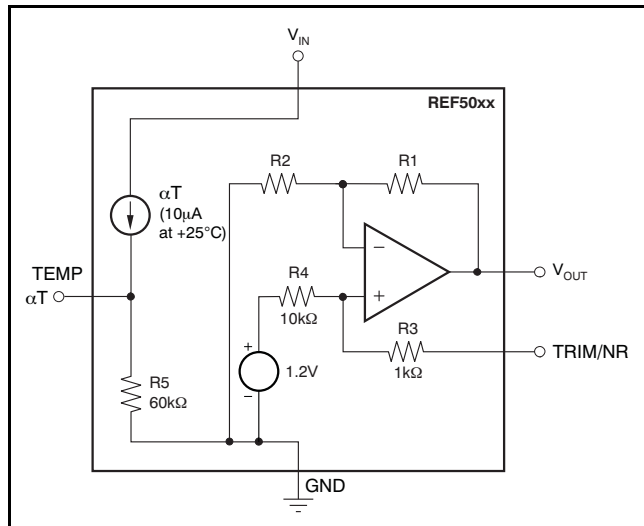 V_IN
REF50xx
R2
R1
αT
(10μA
at +25°C)
−
TEMP
αT
R4
10kΩ
+
V_OUT
R3
1kΩ
TRIM/NR
+
1.2V
−
R5
60kΩ
GND